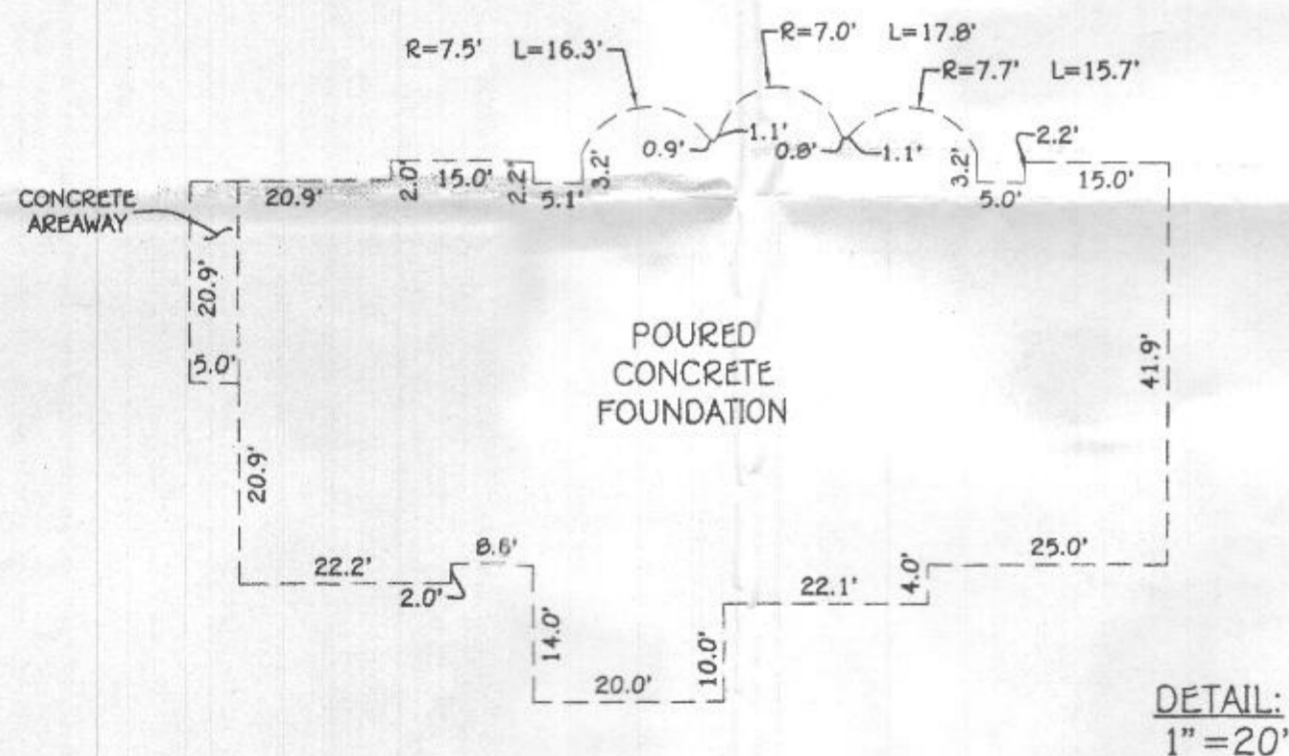 R=7.0' L=17.8'
R=7.5' L=16.3'
R=7.7' L=15.7'
1.1'
2.2'
0.9'
0.8'
1.1'
3.2'
3.2'
2.0'
15.0'
2.2'
15.0'
20.9'
5.1'
5.0'
CONCRETE
AREAWAY
20.9'
POURED
CONCRETE
FOUNDATION
41.9'
5.0'
20.9'
8.6'
25.0'
22.2'
2.0'
22.1'
4.0'
14.0'
10.0'
20.0'
DETAIL:
1" = 20'